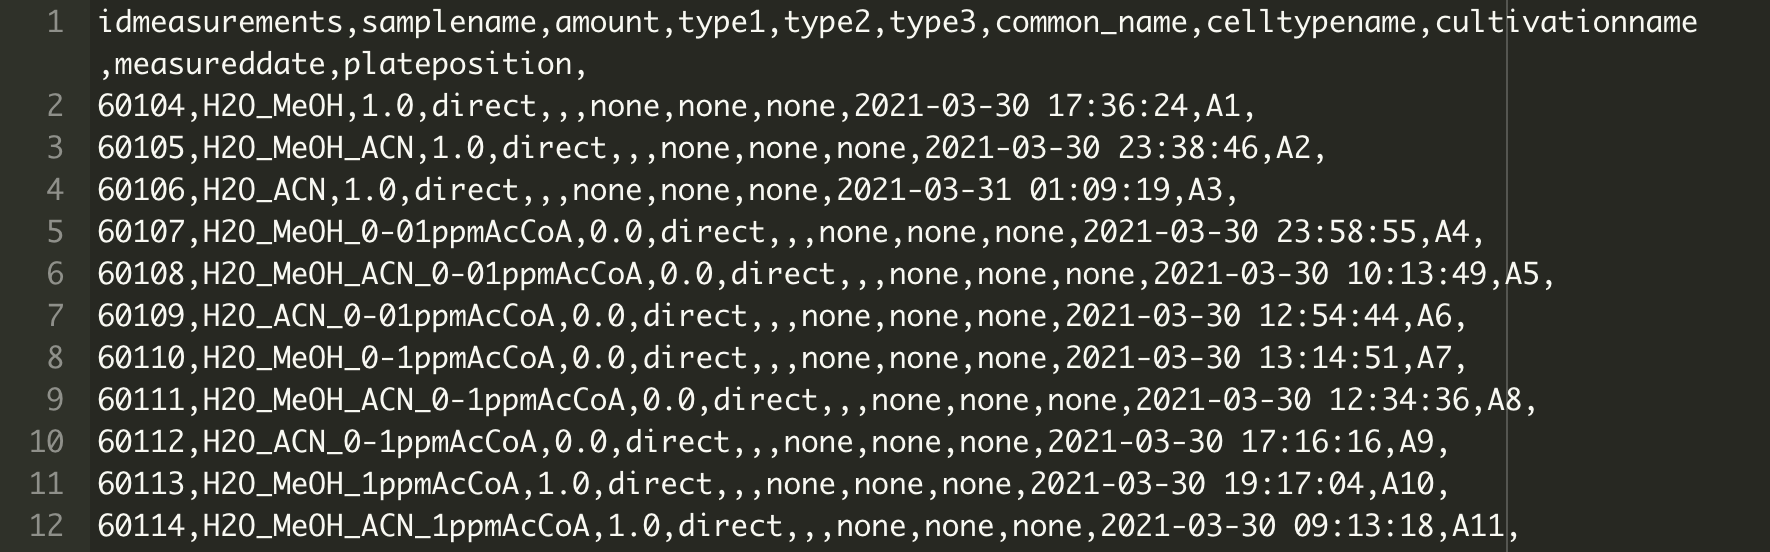 1 idmeasurements,samplename,amount,type1,type2,type3,common_name,celltypename,cultivationname
,measureddate,plateposition,
2 60104,H2O_MeOH,1.0,direct,,,none,none,none,2021-03-30 17:36:24,A1,
3 60105,H2O_MeOH_ACN,1.0,direct,,,none,none,none,2021-03-30 23:38:46,A2,
4 60106,H2O_ACN,1.0,direct,,,none,none,none,2021-03-31 01:09:19,A3,
5 60107,H2O_MeOH_0-01ppmAcCoA,0.0,direct,,,none,none,none,2021-03-30 23:58:55,A4,
6 60108,H2O_MeOH_ACN_0-01ppmAcCoA,0.0,direct,,,none,none,none,2021-03-30 10:13:49,A5,
7 60109,H2O_ACN_0-01ppmAcCoA,0.0,direct,,,none,none,none,2021-03-30 12:54:44,A6,
8 60110,H2O_MeOH_0-1ppmAcCoA,0.0,direct,,,none,none,none,2021-03-30 13:14:51,A7,
9 60111,H2O_MeOH_ACN_0-1ppmAcCoA,0.0,direct,,,none,none,none,2021-03-30 12:34:36,A8,
10 60112,H2O_ACN_0-1ppmAcCoA,0.0,direct,,,none,none,none,2021-03-30 17:16:16,A9,
11 60113,H2O_MeOH_1ppmAcCoA,1.0,direct,,,none,none,none,2021-03-30 19:17:04,A10,
12 60114,H2O_MeOH_ACN_1ppmAcCoA,1.0,direct,,,none,none,none,2021-03-30 09:13:18,A11,